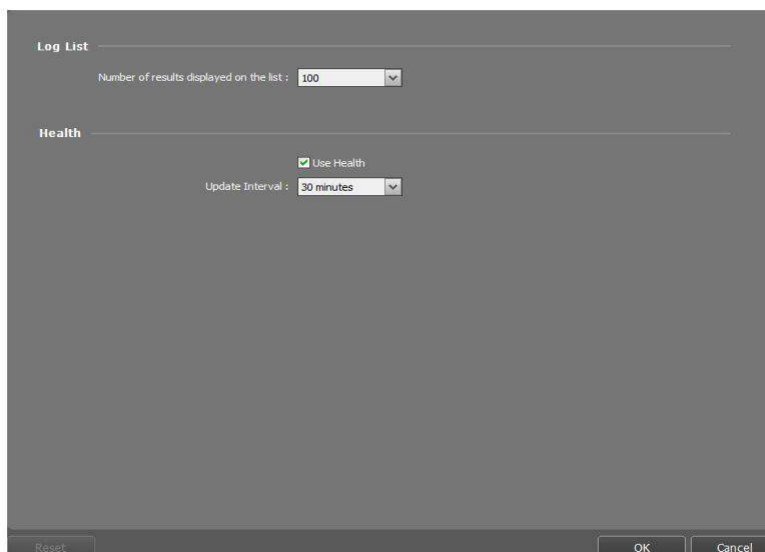 Log List
Number of results displayed on the list : 100
Health
Use Health
Update Interval : 30 minutes
Reset OK Cancel